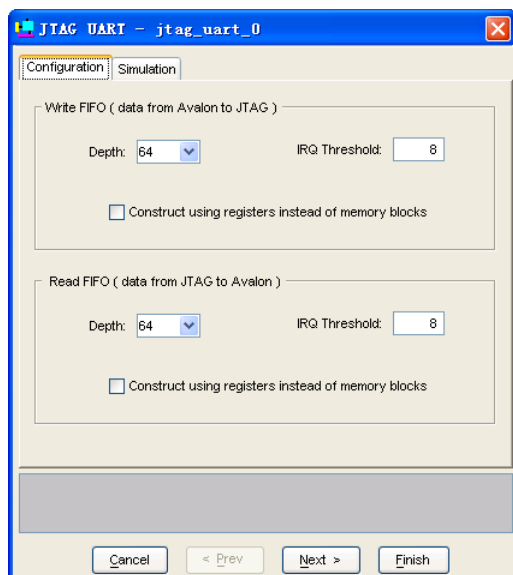 JTAG UART - jtag_uart_0
Configuration Simulation
Write FIFO ( data from Avalon to JTAG )
Depth: 64 IRQ Threshold: 8
Construct using registers instead of memory blocks
Read FIFO ( data from JTAG to Avalon )
Depth: 64 IRQ Threshold: 8
Construct using registers instead of memory blocks
Cancel < Prev Next > Finish